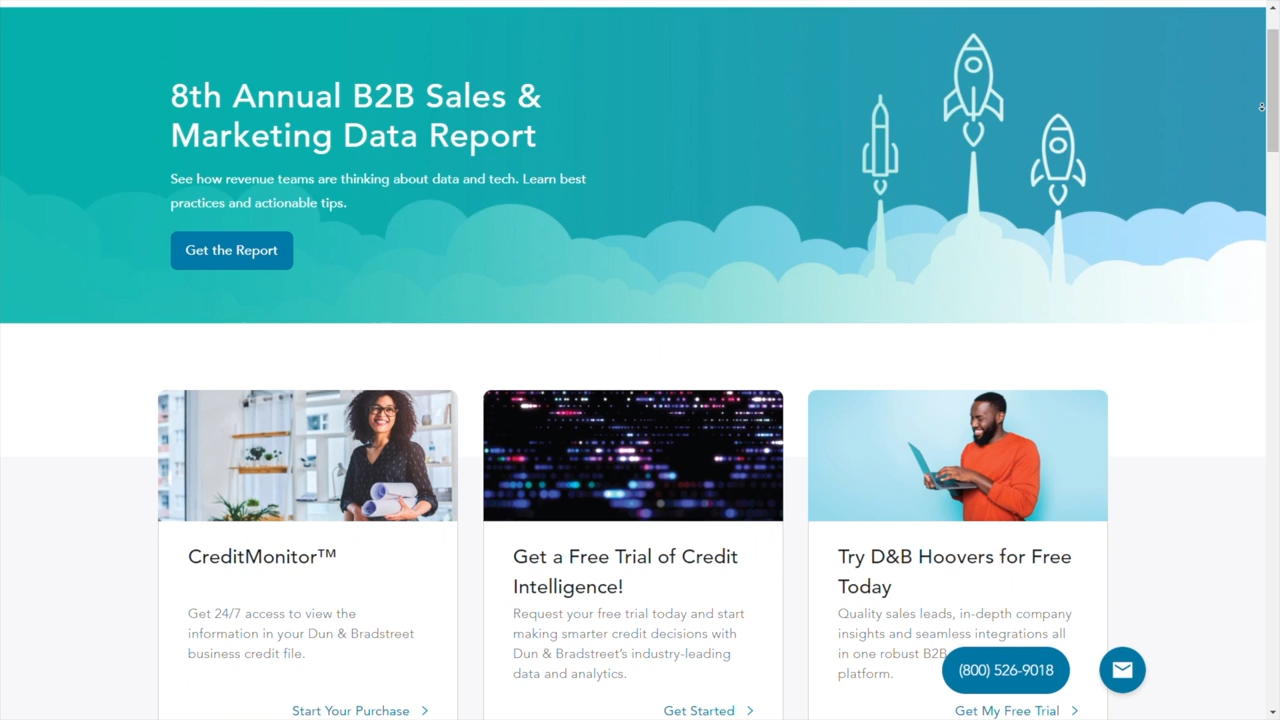 8th Annual B2B Sales &
Marketing Data Report
See how revenue teams are thinking about data and tech. Learn best
practices and actionable tips.
Get the Report
CreditMonitor™
Get 24/7 access to view the
information in your Dun & Bradstreet
business credit file.
Start Your Purchase
Get a Free Trial of Credit
Intelligence!
Request your free trial today and start
making smarter credit decisions with
Dun & Bradstreet's industry-leading
data and analytics.
Get Started
Try D&B Hoovers for Free
Today
Quality sales leads, in-depth company
insights and seamless integrations all
in one robust B2B
platform.
Get My Free Trial
(800) 526-9018